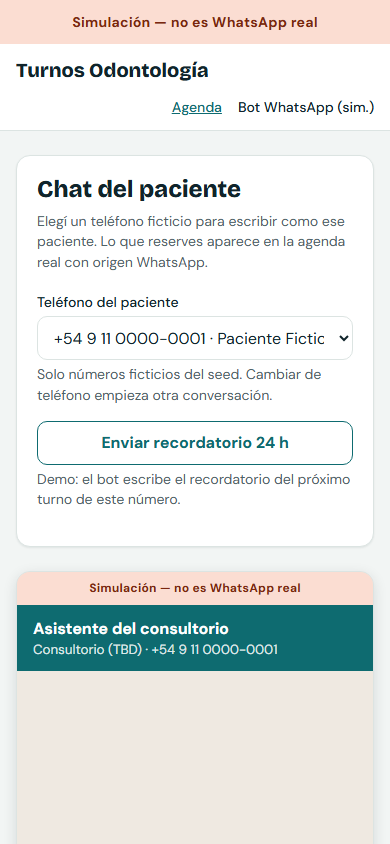 Simulación — no es WhatsApp real
Turnos Odontología
Agenda Bot WhatsApp (sim.)
Chat del paciente
Elegí un teléfono ficticio para escribir como ese
paciente. Lo que reserves aparece en la agenda
real con origen WhatsApp.
Teléfono del paciente
+54 9 11 0000-0001 · Paciente Fictic
Solo números ficticios del seed. Cambiar de
teléfono empieza otra conversación.
Enviar recordatorio 24 h
Demo: el bot escribe el recordatorio del próximo
turno de este número.
Simulación — no es WhatsApp real
Asistente del consultorio
Consultorio (TBD) · +54 9 11 0000-0001